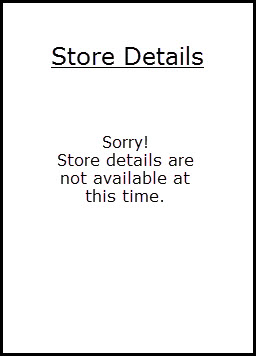 Store Details
Sorry!
Store details are
not available at
this time.